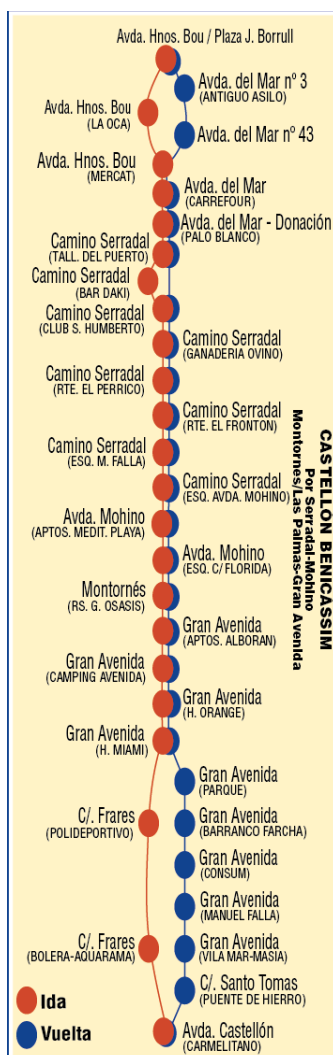 Avda. Hnos. Bou / Plaza J. Borrull
Avda. del Mar nº 3
(ANTIGUO ASILO)
Avda. Hnos. Bou
(LA OCA)
Avda. del Mar nº 43
Avda. Hnos. Bou
(MERCAT)
Avda. del Mar
(CARREFOUR)
Avda. del Mar - Donación
(PALO BLANCO)
Camino Serradal
(TALL. DEL PUERTO)
Camino Serradal
(BAR DAKI)
Camino Serradal
(CLUB S. HUMBERTO)
Camino Serradal
(GANADERIA OVINO)
Camino Serradal
(RTE. EL PERRICO)
Camino Serradal
(RTE. EL FRONTON)
Camino Serradal
(ESQ. M. FALLA)
Camino Serradal
(ESQ. AVDA. MOHINO)
Avda. Mohino
(APTOS. MEDIT. PLAYA)
Avda. Mohino
(ESQ. C/ FLORIDA)
Montornés
(RS. G. OSASIS)
Gran Avenida
(APTOS. ALBORAN)
Gran Avenida
(CAMPING AVENIDA)
Gran Avenida
(H. ORANGE)
Gran Avenida
(H. MIAMI)
Gran Avenida
(PARQUE)
C/. Frares
(POLIDEPORTIVO)
Gran Avenida
(BARRANCO FARCHA)
Gran Avenida
(CONSUM)
Gran Avenida
(MANUEL FALLA)
C/. Frares
(BOLERA-AQUARAMA)
Gran Avenida
(VILA MAR-MASIA)
C/. Santo Tomas
(PUENTE DE HIERRO)
Avda. Castellón
(CARMELITANO)
Ida
Vuelta
CASTELLON BENICASSIM
Por Serradal-Mohino
Montornes/Las Palmas-Gran Avenida